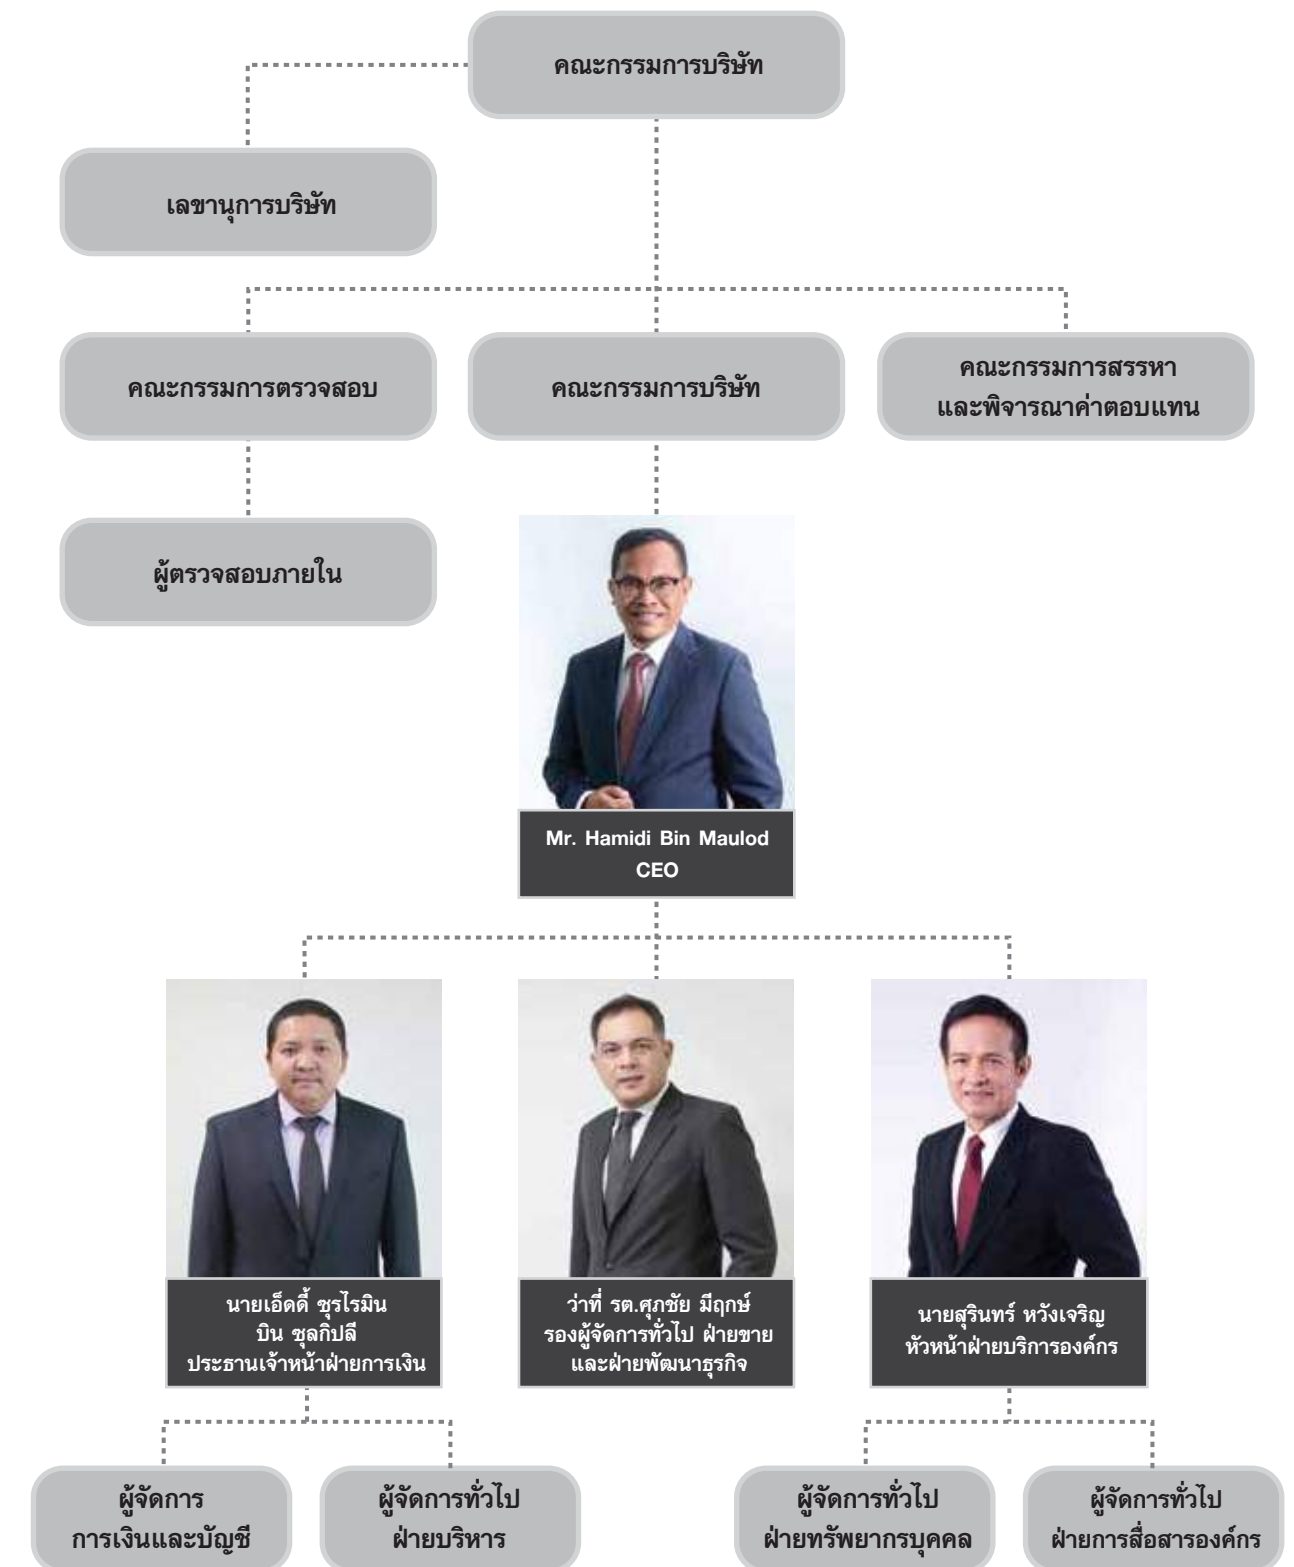 คณะกรรมการบริษัท
เลขานุการบริษัท
คณะกรรมการตรวจสอบ
คณะกรรมการบริษัท
คณะกรรมการสรรหา
และพิจารณาค่าตอบแทน
ผู้ตรวจสอบภายใน
Mr. Hamidi Bin Maulod
CEO
นายเอ็ดดี้ ซุรไรมิน
บิน ซุลกิปลี
ประธานเจ้าหน้าฝ่ายการเงิน
ว่าที่ รต.ศุภชัย มีฤกษ์
รองผู้จัดการทั่วไป ฝ่ายขาย
และฝ่ายพัฒนาธุรกิจ
นายสุรินทร์ หวังเจริญ
หัวหน้าฝ่ายบริการองค์กร
ผู้จัดการ
การเงินและบัญชี
ผู้จัดการทั่วไป
ฝ่ายบริหาร
ผู้จัดการทั่วไป
ฝ่ายทรัพยากรบุคคล
ผู้จัดการทั่วไป
ฝ่ายการสื่อสารองค์กร